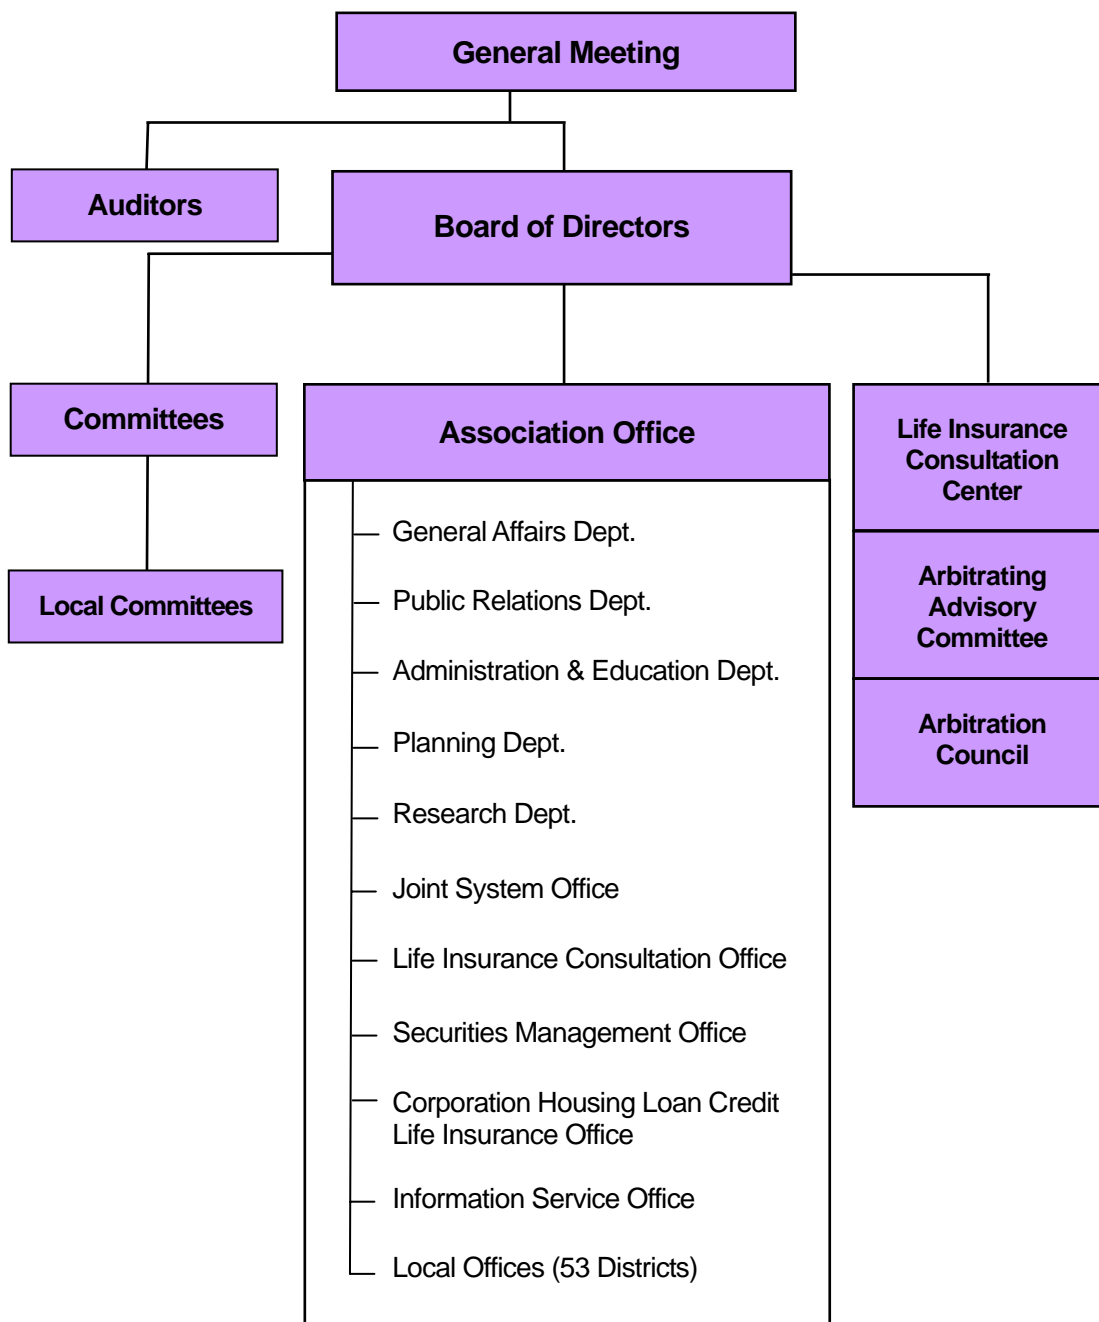 General Meeting
Auditors
Board of Directors
Committees
Association Office
Life Insurance
Consultation
Center
General Affairs Dept.
Public Relations Dept.
Arbitrating
Advisory
Committee
Local Committees
Administration & Education Dept.
Planning Dept.
Arbitration
Council
Research Dept.
Joint System Office
Life Insurance Consultation Office
Securities Management Office
Corporation Housing Loan Credit
Life Insurance Office
Information Service Office
Local Offices (53 Districts)